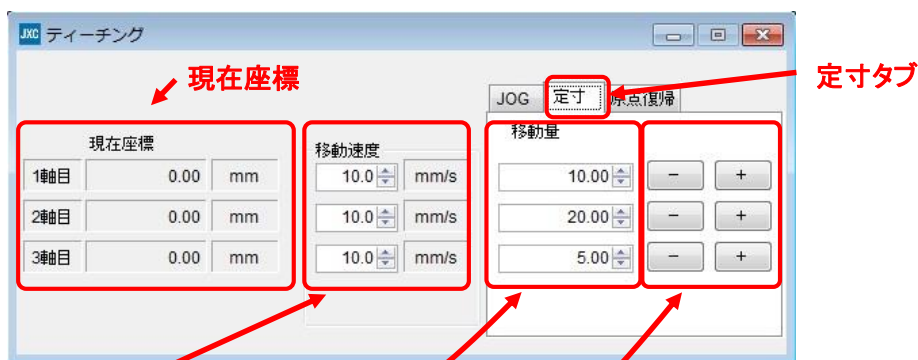 JXC ティーチング
現在座標
定寸タブ
JOG 定寸 原点復帰
現在座標
移動速度
移動量
1軸目 0.00 mm 10.0 mm/s 10.00 - +
2軸目 0.00 mm 10.0 mm/s 20.00 - +
3軸目 0.00 mm 10.0 mm/s 5.00 - +